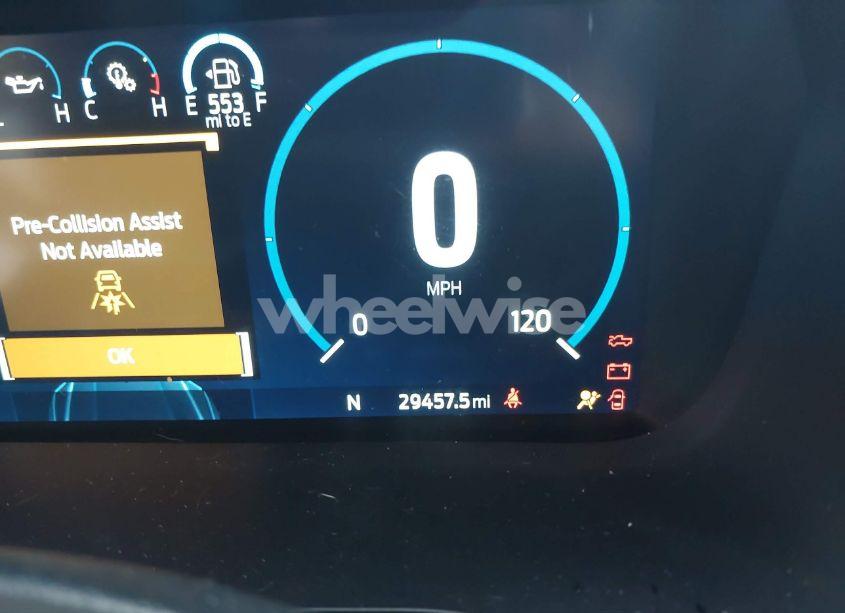 H
C
H
E
F
553
mi to E
Pre-Collision Assist
Not Available
OK
0
MPH
0
120
N
29457.5 mi
wheelwise